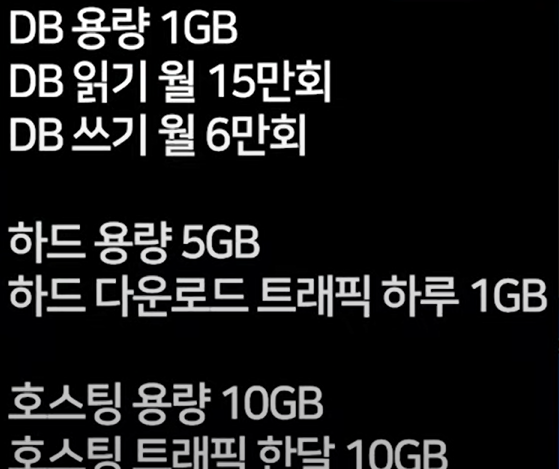 DB 용량 1GB
DB 읽기 월 15만회
DB 쓰기 월 6만회
하드 용량 5GB
하드 다운로드 트래픽 하루 1GB
호스팅 용량 10GB
호스팅 트래픽 한달 10GB